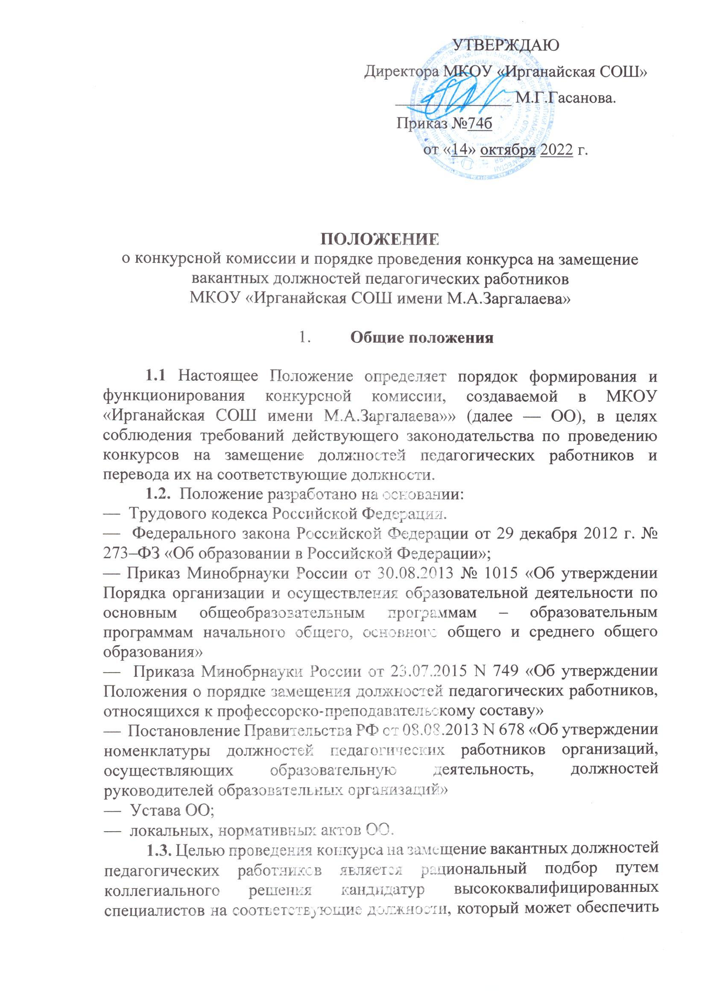 УТВЕРЖДАЮ
Директора МКОУ «Ирганайская СОШ»
______________ М.Г.Гасанова.
Приказ №74б
от «14» октября 2022 г.
ПОЛОЖЕНИЕ
о конкурсной комиссии и порядке проведения конкурса на замещение
вакантных должностей педагогических работников
МКОУ «Ирганайская СОШ имени М.А.Заргалаева»
1. Общие положения
1.1 Настоящее Положение определяет порядок формирования и
функционирования конкурсной комиссии, создаваемой в МКОУ
«Ирганайская СОШ имени М.А.Заргалаева»» (далее — ОО), в целях
соблюдения требований действующего законодательства по проведению
конкурсов на замещение должностей педагогических работников и
перевода их на соответствующие должности.
1.2. Положение разработано на основании:
— Трудового кодекса Российской Федерации.
— Федерального закона Российской Федерации от 29 декабря 2012 г. №
273–ФЗ «Об образовании в Российской Федерации»;
— Приказ Минобрнауки России от 30.08.2013 № 1015 «Об утверждении
Порядка организации и осуществления образовательной деятельности по
основным общеобразовательным программам – образовательным
программам начального общего, основного общего и среднего общего
образования»
— Приказа Минобрнауки России от 23.07.2015 N 749 «Об утверждении
Положения о порядке замещения должностей педагогических работников,
относящихся к профессорско-преподавательскому составу»
— Постановление Правительства РФ от 08.08.2013 N 678 «Об утверждении
номенклатуры должностей педагогических работников организаций,
осуществляющих образовательную деятельность, должностей
руководителей образовательных организаций»
— Устава ОО;
— локальных, нормативных актов ОО.
1.3. Целью проведения конкурса на замещение вакантных должностей
педагогических работников является рациональный подбор путем
коллегиального решения кандидатур высококвалифицированных
специалистов на соответствующие должности, который может обеспечить